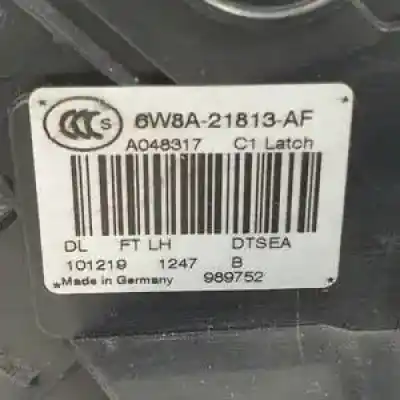 CCC S 6W8A-21813-AF
A048317 C1 Latch
DL FT LH DTSEA
101219 1247 B
Made in Germany 989752